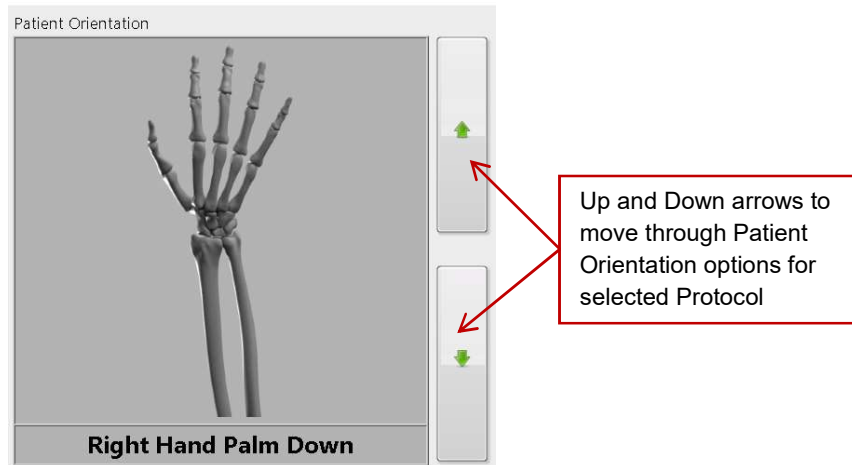 Patient Orientation
Up and Down arrows to
move through Patient
Orientation options for
selected Protocol
Right Hand Palm Down